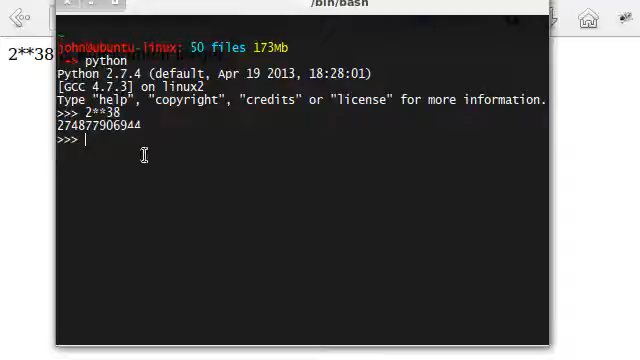 /bin/bash
2**38
~
john@ubuntu-linux: 50 files 173Mb
-> python
Python 2.7.4 (default, Apr 19 2013, 18:28:01)
[GCC 4.7.3] on linux2
Type "help", "copyright", "credits" or "license" for more information.
>>> 2**38
274877906944
>>>